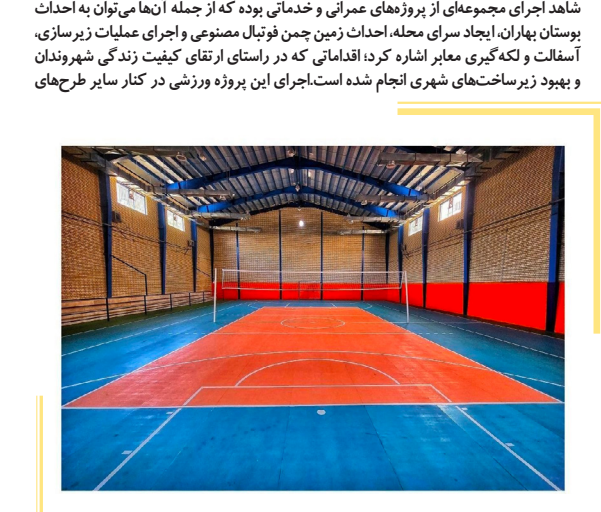 شاهد اجرای مجموعه‌ای از پروژه‌های عمرانی و خدماتی بوده که از جمله آن‌ها می‌توان به احداث
بوستان بهاران، ایجاد سرای محله، احداث زمین چمن فوتبال مصنوعی و اجرای عملیات زیرسازی،
آسفالت و لکه‌گیری معابر اشاره کرد؛ اقداماتی که در راستای ارتقای کیفیت زندگی شهروندان
و بهبود زیرساخت‌های شهری انجام شده است.اجرای این پروژه ورزشی در کنار سایر طرح‌های